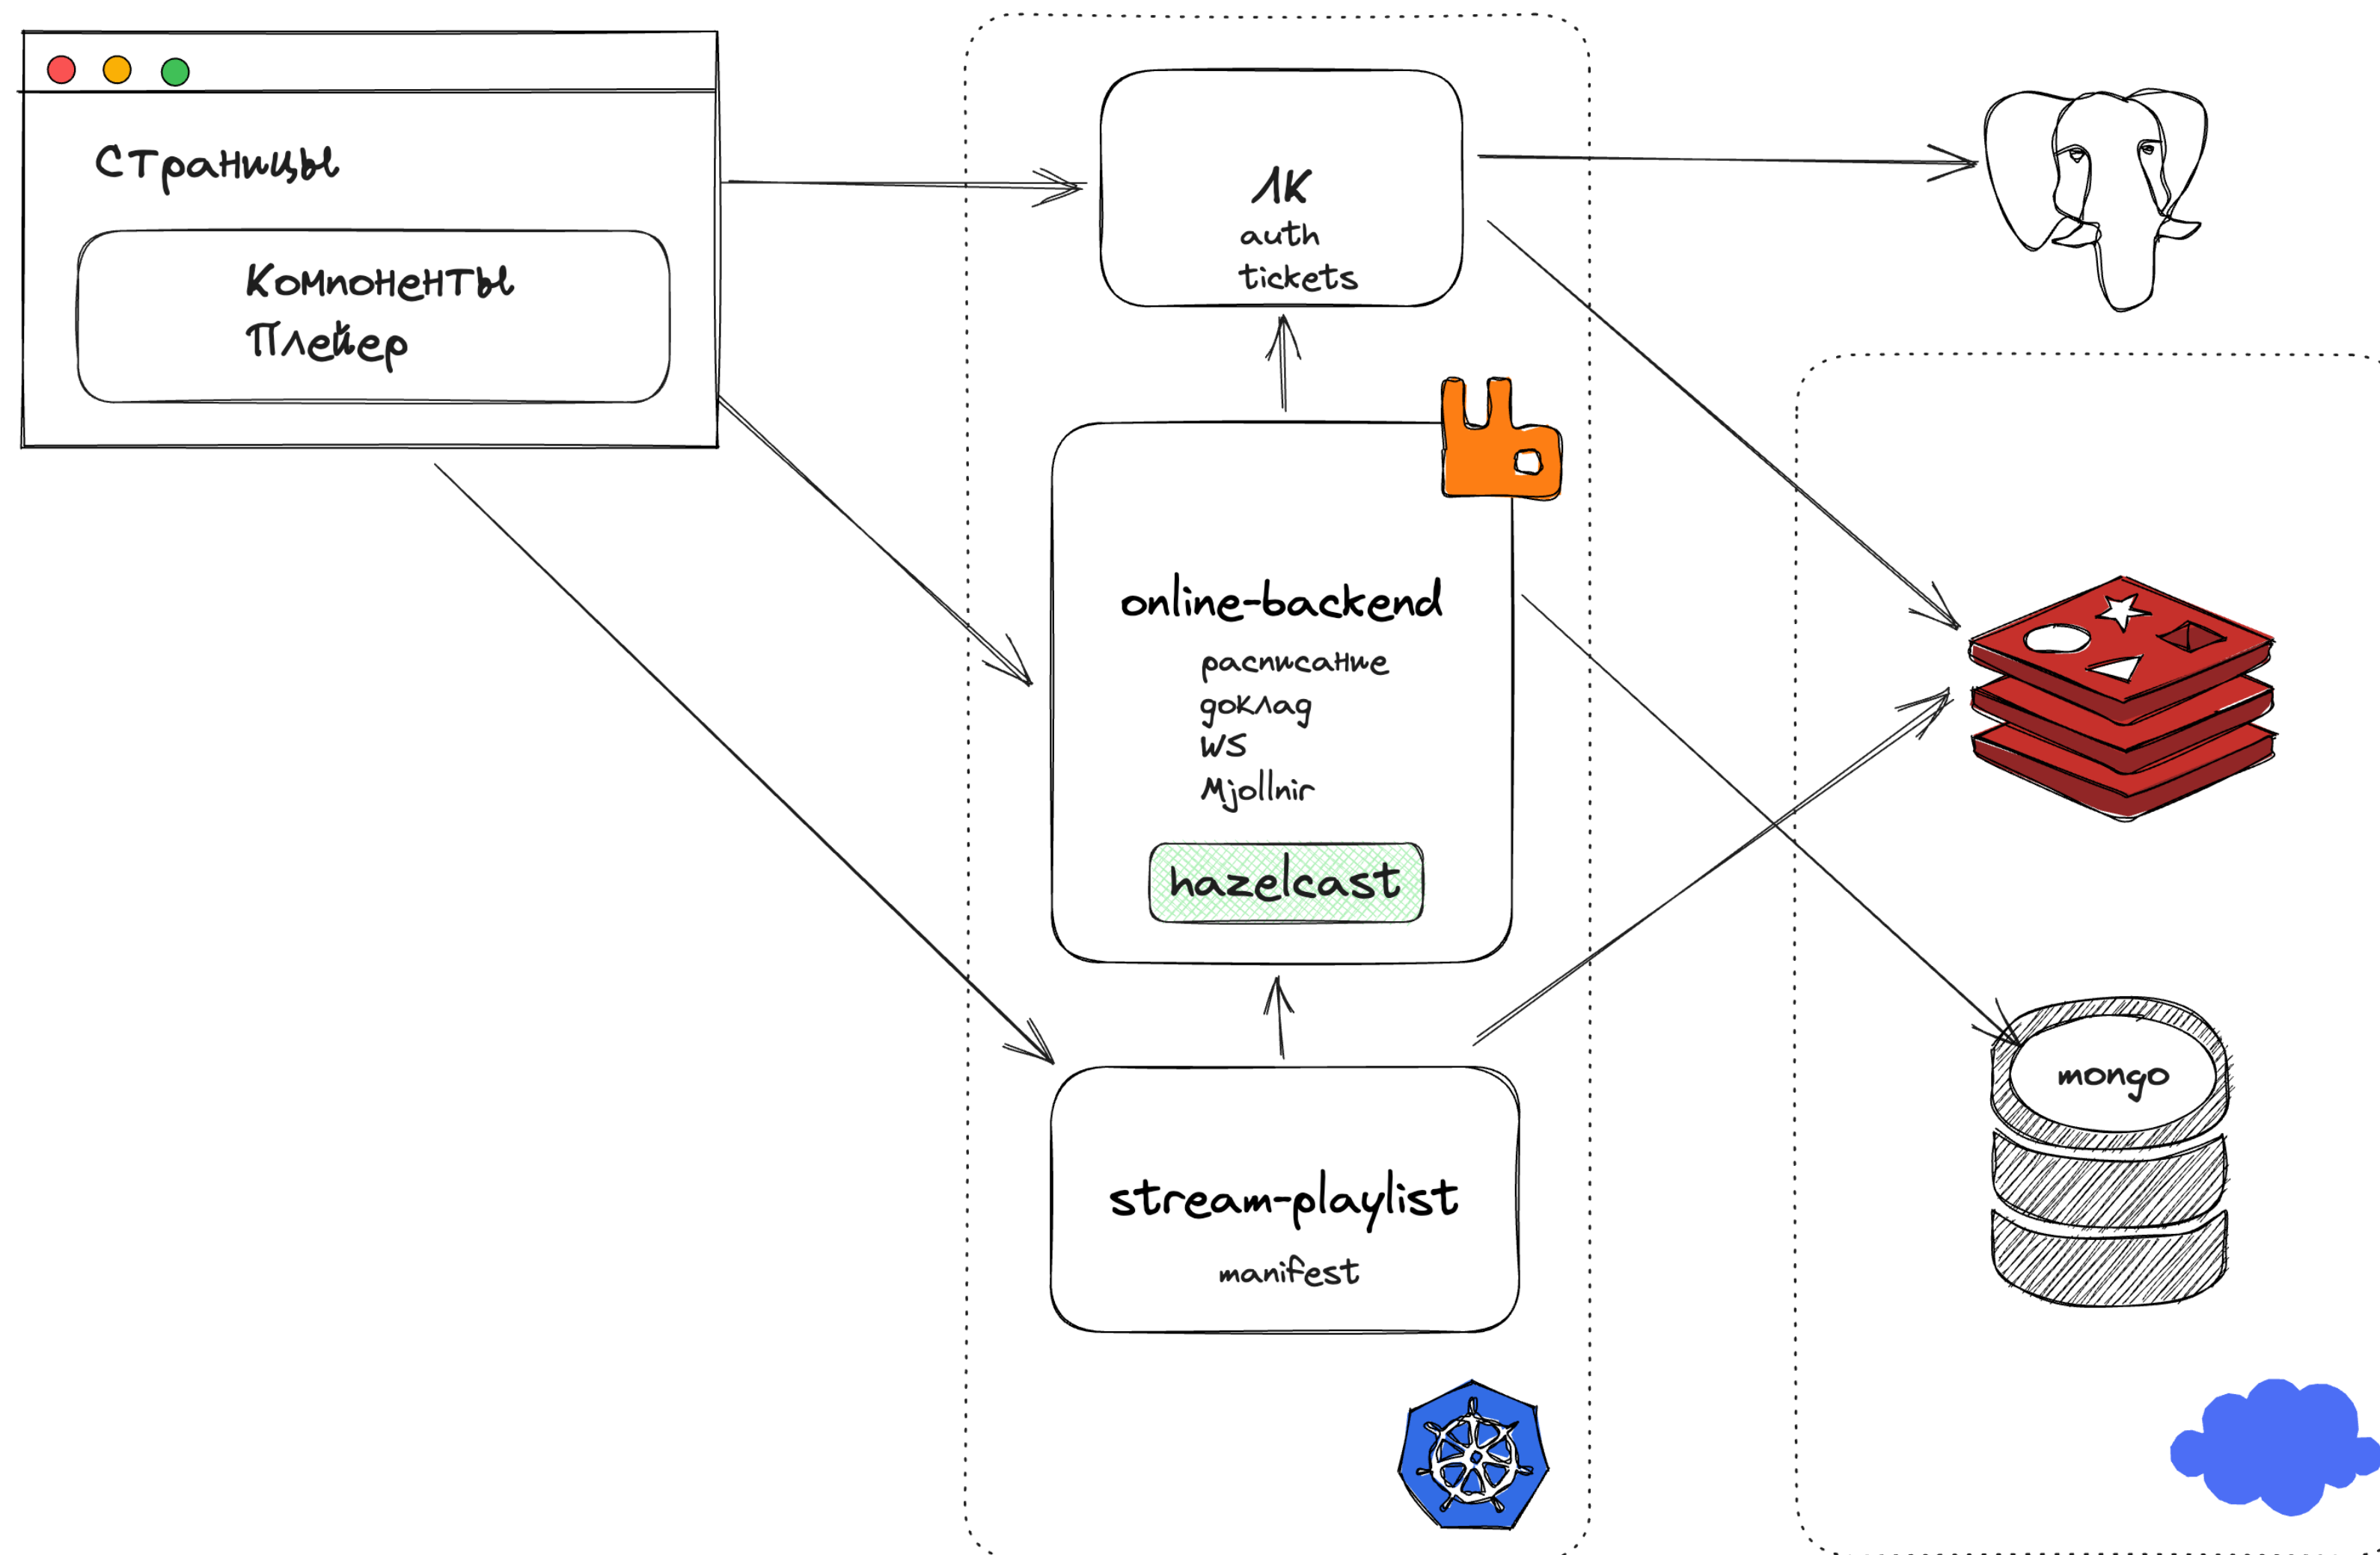 Страницы
Компоненты
Плейер
ЛК
auth
tickets
online-backend
расписание
доклад
WS
Mjollnir
hazelcast
stream-playlist
manifest
mongo